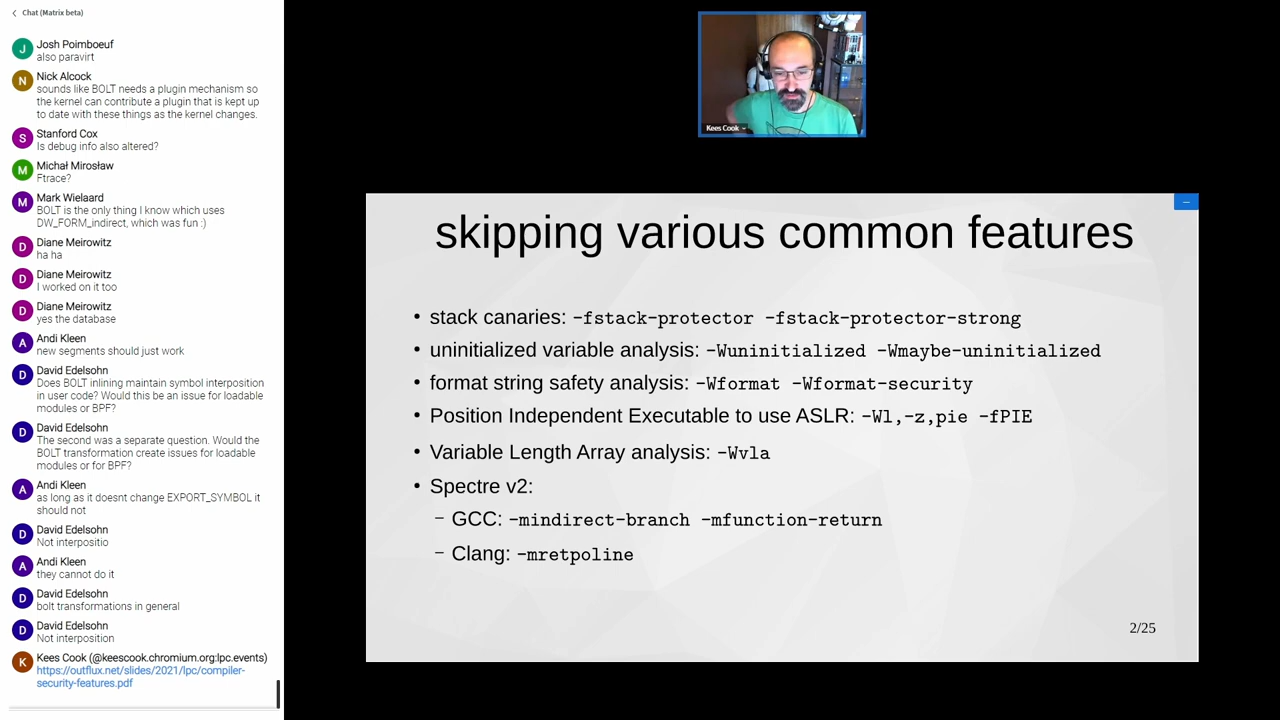 Chat (Matrix beta)
Josh Poimboeuf
also paravirt
Nick Alcock
sounds like BOLT needs a plugin mechanism so
the kernel can contribute a plugin that is kept up
to date with these things as the kernel changes.
Stanford Cox
Is debug info also altered?
Michał Mirosław
Ftrace?
Mark Wielaard
BOLT is the only thing I know which uses
DW_FORM_indirect, which was fun :)
Diane Meirowitz
ha ha
Diane Meirowitz
I worked on it too
Diane Meirowitz
yes the database
Andi Kleen
new segments should just work
David Edelsohn
Does BOLT inlining maintain symbol interposition
in user code? Would this be an issue for loadable
modules or BPF?
David Edelsohn
The second was a separate question. Would the
BOLT transformation create issues for loadable
modules or for BPF?
Andi Kleen
as long as it doesnt change EXPORT_SYMBOL it
should not
David Edelsohn
Not interpositio
Andi Kleen
they cannot do it
David Edelsohn
bolt transformations in general
David Edelsohn
Not interposition
Kees Cook (@keescook.chromium.org:lpc.events)
https://outflux.net/slides/2021/lpc/compiler-
security-features.pdf
J
N
S
M
M
D
D
D
A
D
D
A
D
A
D
D
K
Kees Cook
skipping various common features
• stack canaries: -fstack-protector -fstack-protector-strong
• uninitialized variable analysis: -Wuninitialized -Wmaybe-uninitialized
• format string safety analysis: -Wformat -Wformat-security
• Position Independent Executable to use ASLR: -Wl,-z,pie -fPIE
• Variable Length Array analysis: -Wvla
• Spectre v2:
– GCC: -mindirect-branch -mfunction-return
– Clang: -mretpoline
2/25